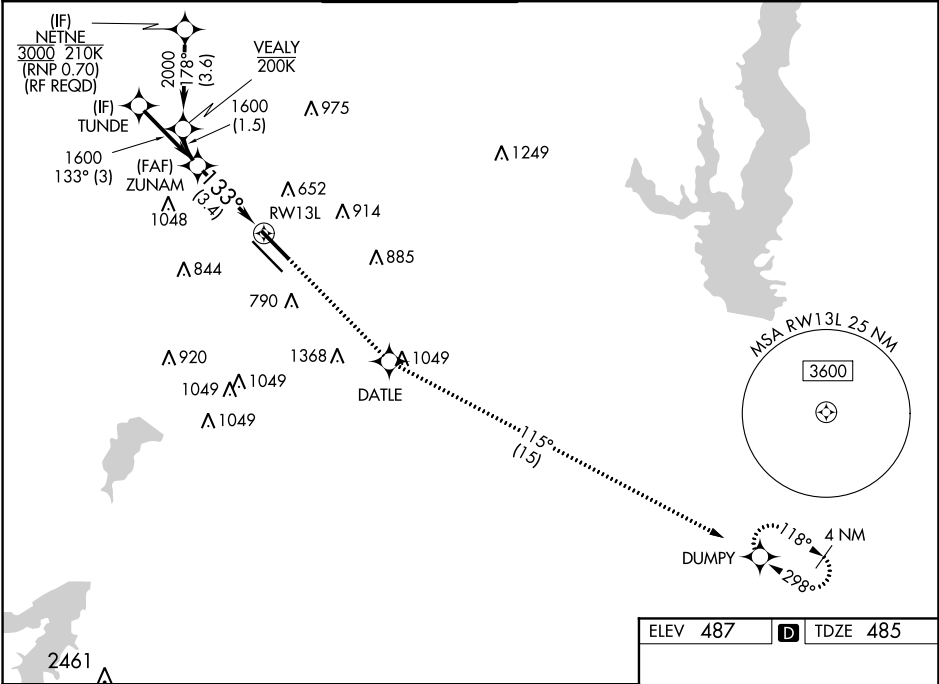 (IF)
NETNE
3000 210K
(RNP 0.70)
(RF REQD)
2000
178°
(3.6)
VEALY
200K
(IF)
TUNDE
1600
(1.5)
975
1600
133° (3)
(FAF)
ZUNAM
133°
(3.4)
1249
652
1048
RW13L
914
885
844
790
920
1368
1049
1049
1049
1049
DATLE
MSA RW13L 25 NM
3600
115°
(15)
DUMPY
118°
4 NM
298°
ELEV 487 D TDZE 485
2461